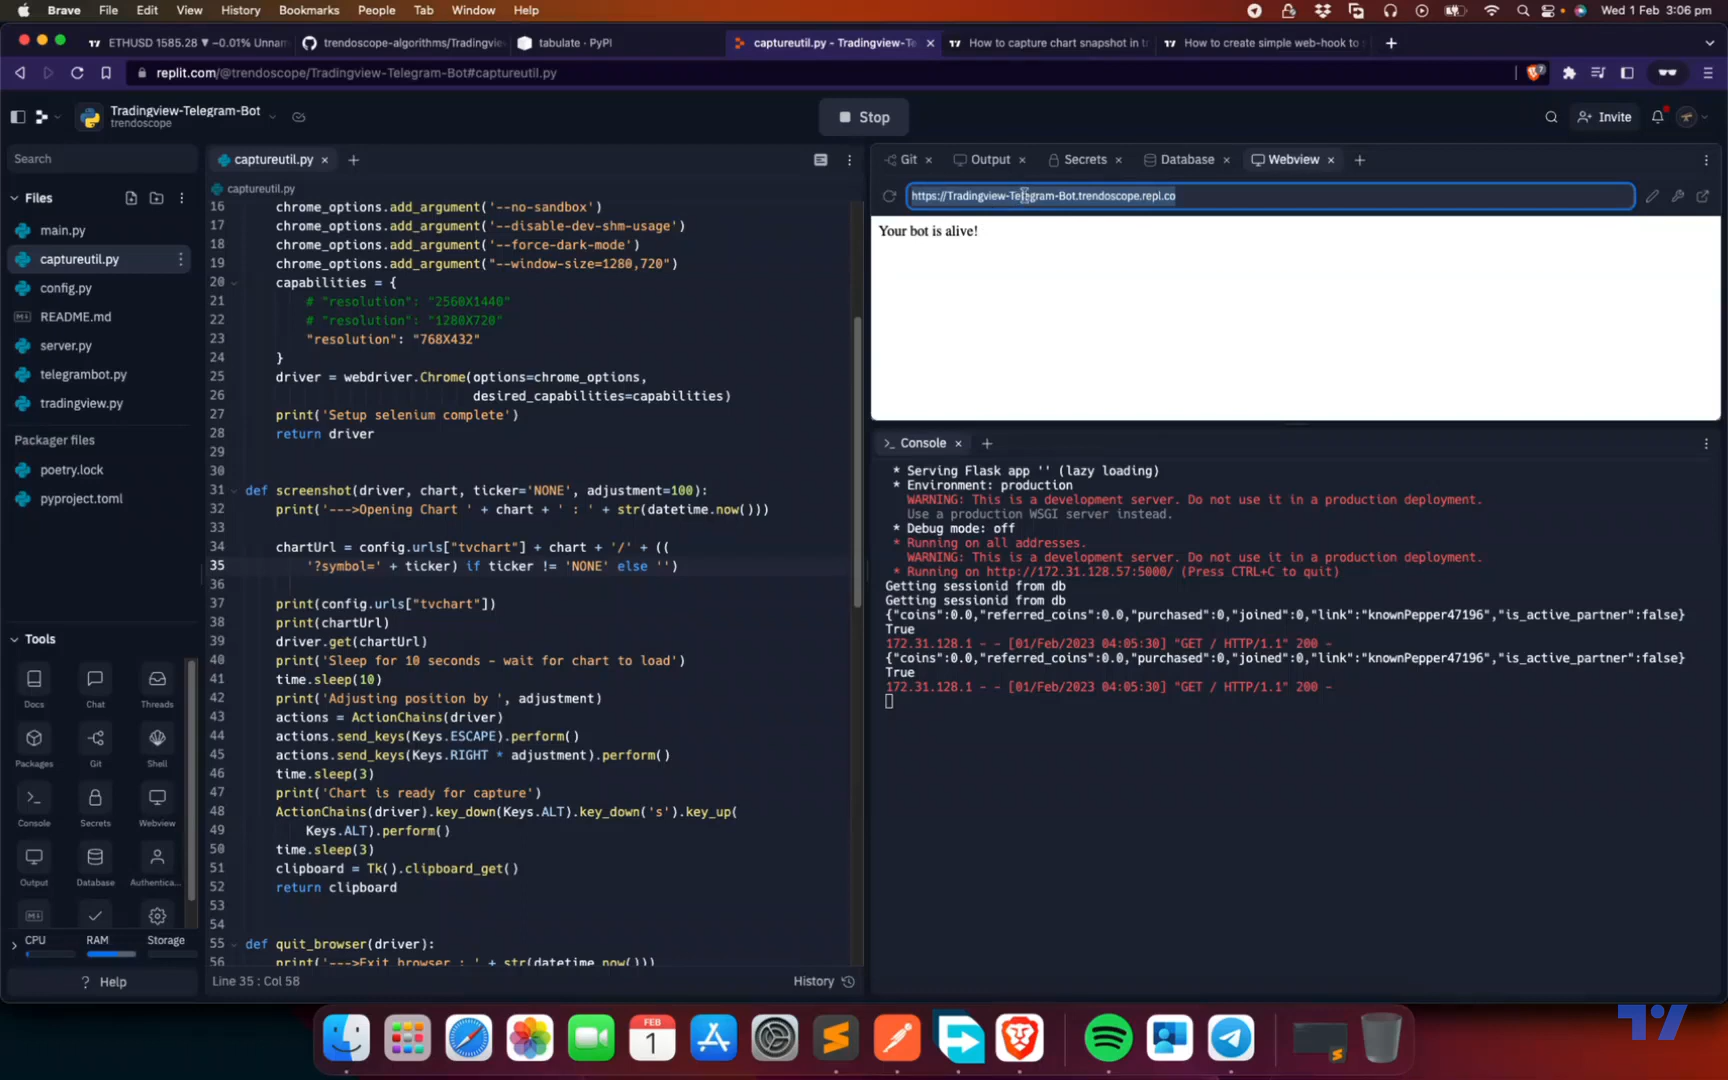 Brave File Edit View History Bookmarks People Tab Window Help Wed 1 Feb 3:06 pm
ETHUSD 1585.28 ▼ −0.01% Unnam
trendoscope-algorithms/Tradingvie
tabulate · PyPI
captureutil.py - Tradingview-Te
How to capture chart snapshot in t
How to create simple web-hook to
replit.com/@trendoscope/Tradingview-Telegram-Bot#captureutil.py
Tradingview-Telegram-Bot
trendoscope
Stop
Invite
Search
Files
main.py
captureutil.py
config.py
README.md
server.py
telegrambot.py
tradingview.py
Packager files
poetry.lock
pyproject.toml
Tools
Docs Chat Threads
Packages Git Shell
Console Secrets Webview
Output Database Authentica...
CPU RAM Storage
? Help
captureutil.py
captureutil.py
16 chrome_options.add_argument('--no-sandbox')
17 chrome_options.add_argument('--disable-dev-shm-usage')
18 chrome_options.add_argument('--force-dark-mode')
19 chrome_options.add_argument("--window-size=1280,720")
20 capabilities = {
21 # "resolution": "2560X1440"
22 # "resolution": "1280X720"
23 "resolution": "768X432"
24 }
25 driver = webdriver.Chrome(options=chrome_options,
26 desired_capabilities=capabilities)
27 print('Setup selenium complete')
28 return driver
29
30
31 def screenshot(driver, chart, ticker='NONE', adjustment=100):
32 print('--->Opening Chart ' + chart + ' : ' + str(datetime.now()))
33
34 chartUrl = config.urls["tvchart"] + chart + '/' + ((
35 '?symbol=' + ticker) if ticker != 'NONE' else '')
36
37 print(config.urls["tvchart"])
38 print(chartUrl)
39 driver.get(chartUrl)
40 print('Sleep for 10 seconds - wait for chart to load')
41 time.sleep(10)
42 print('Adjusting position by ', adjustment)
43 actions = ActionChains(driver)
44 actions.send_keys(Keys.ESCAPE).perform()
45 actions.send_keys(Keys.RIGHT * adjustment).perform()
46 time.sleep(3)
47 print('Chart is ready for capture')
48 ActionChains(driver).key_down(Keys.ALT).key_down('s').key_up(
49 Keys.ALT).perform()
50 time.sleep(3)
51 clipboard = Tk().clipboard_get()
52 return clipboard
53
54
55 def quit_browser(driver):
56 print('--->Exit browser : ' + str(datetime.now()))
Line 35 : Col 58
History
Git
Output
Secrets
Database
Webview
https://Tradingview-Telegram-Bot.trendoscope.repl.co
Your bot is alive!
Console
* Serving Flask app '' (lazy loading)
* Environment: production
WARNING: This is a development server. Do not use it in a production deployment.
Use a production WSGI server instead.
* Debug mode: off
* Running on all addresses.
WARNING: This is a development server. Do not use it in a production deployment.
* Running on http://172.31.128.57:5000/ (Press CTRL+C to quit)
Getting sessionid from db
Getting sessionid from db
{"coins":0.0,"referred_coins":0.0,"purchased":0,"joined":0,"link":"knownPepper47196","is_active_partner":false}
True
172.31.128.1 - - [01/Feb/2023 04:05:30] "GET / HTTP/1.1" 200 -
{"coins":0.0,"referred_coins":0.0,"purchased":0,"joined":0,"link":"knownPepper47196","is_active_partner":false}
True
172.31.128.1 - - [01/Feb/2023 04:05:30] "GET / HTTP/1.1" 200 -
FEB
1